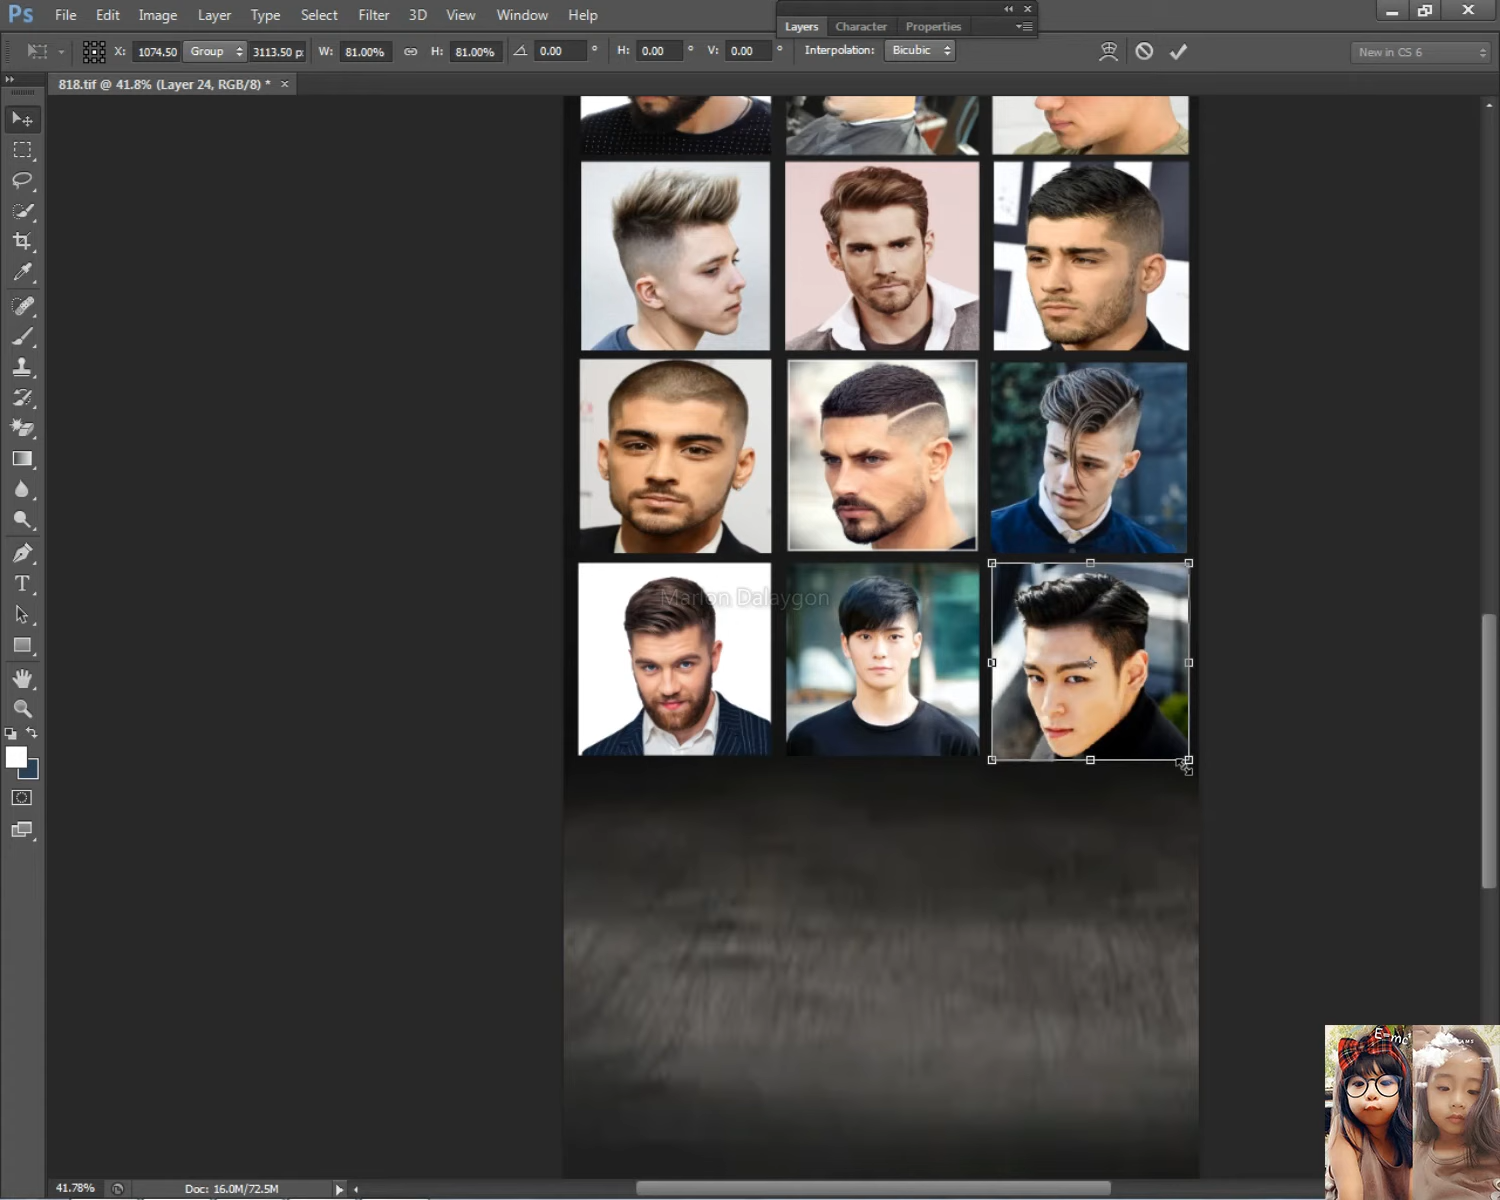 Ps File Edit Image Layer Type Select Filter 3D View Window Help
Layers Character Properties
X: 1074.50 Group 3113.50 p: W: 81.00% H: 81.00% 0.00 ° H: 0.00 ° V: 0.00 ° Interpolation: Bicubic New in CS 6
818.tif @ 41.8% (Layer 24, RGB/8) * ×
T
Marlon Dalaygon
E=mc²
41.78% Doc: 16.0M/72.5M